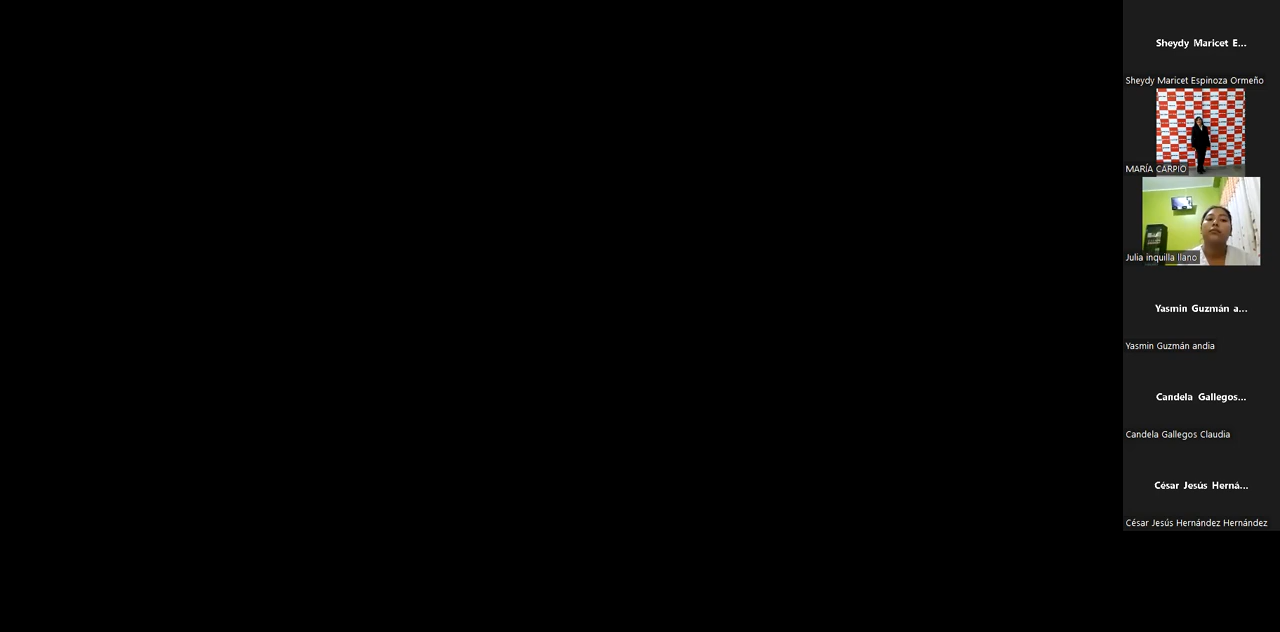 Sheydy Maricet E...
Sheydy Maricet Espinoza Ormeño
MARÍA CARPIO
Julia inquilla llano
Yasmin Guzmán a...
Yasmin Guzmán andia
Candela Gallegos...
Candela Gallegos Claudia
César Jesús Herná...
César Jesús Hernández Hernández